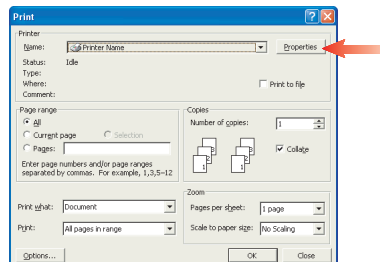 Print
Printer
Name: Printer Name Properties
Status: Idle
Type:
Where:
Comment:
Print to file
Page range
All
Current page Selection
Pages:
Enter page numbers and/or page ranges
separated by commas. For example, 1,3,5–12
Copies
Number of copies: 1
Collate
Print what: Document
Print: All pages in range
Zoom
Pages per sheet: 1 page
Scale to paper size: No Scaling
Options... OK Close